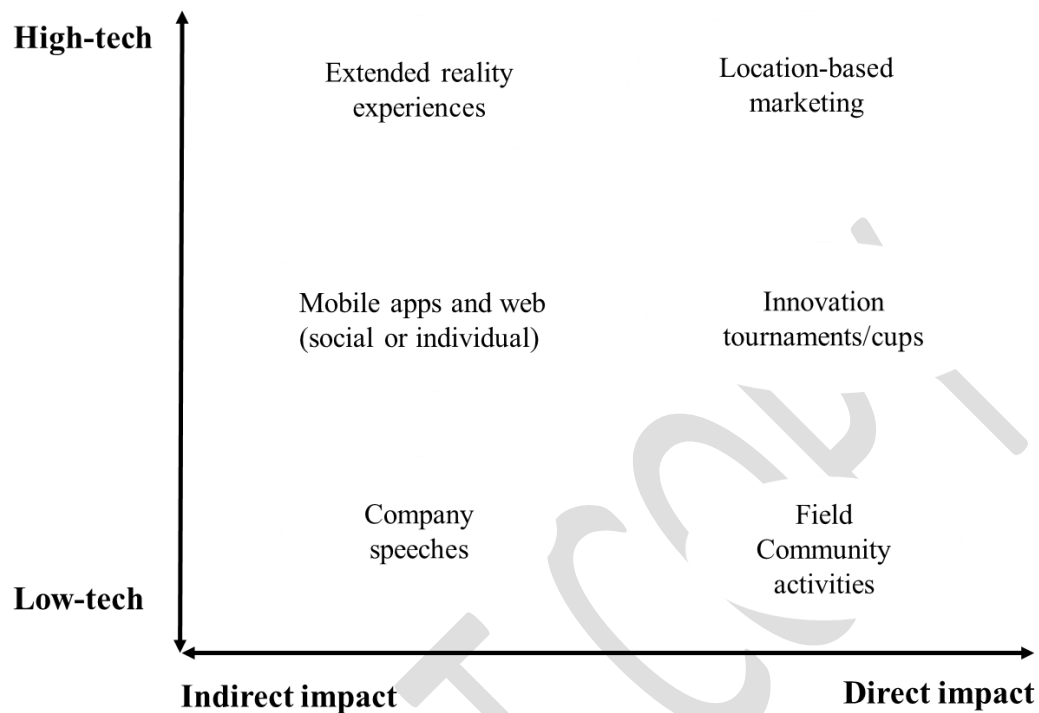 High-tech
Extended reality
experiences
Location-based
marketing
Mobile apps and web
(social or individual)
Innovation
tournaments/cups
Company
speeches
Field
Community
activities
Low-tech
Indirect impact
Direct impact